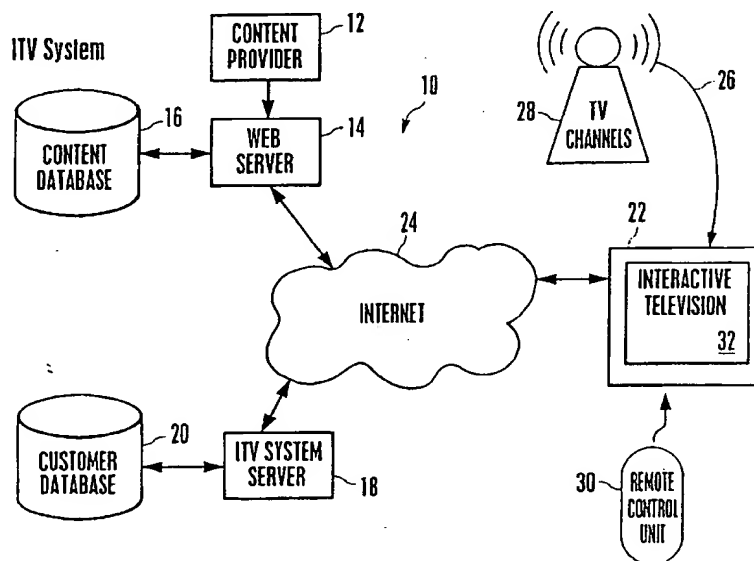 ITV System
CONTENT
PROVIDER
12
10
16
CONTENT
DATABASE
WEB
SERVER
14
28
TV
CHANNELS
26
24
INTERNET
22
INTERACTIVE
TELEVISION
32
20
CUSTOMER
DATABASE
ITV SYSTEM
SERVER
18
30
REMOTE
CONTROL
UNIT